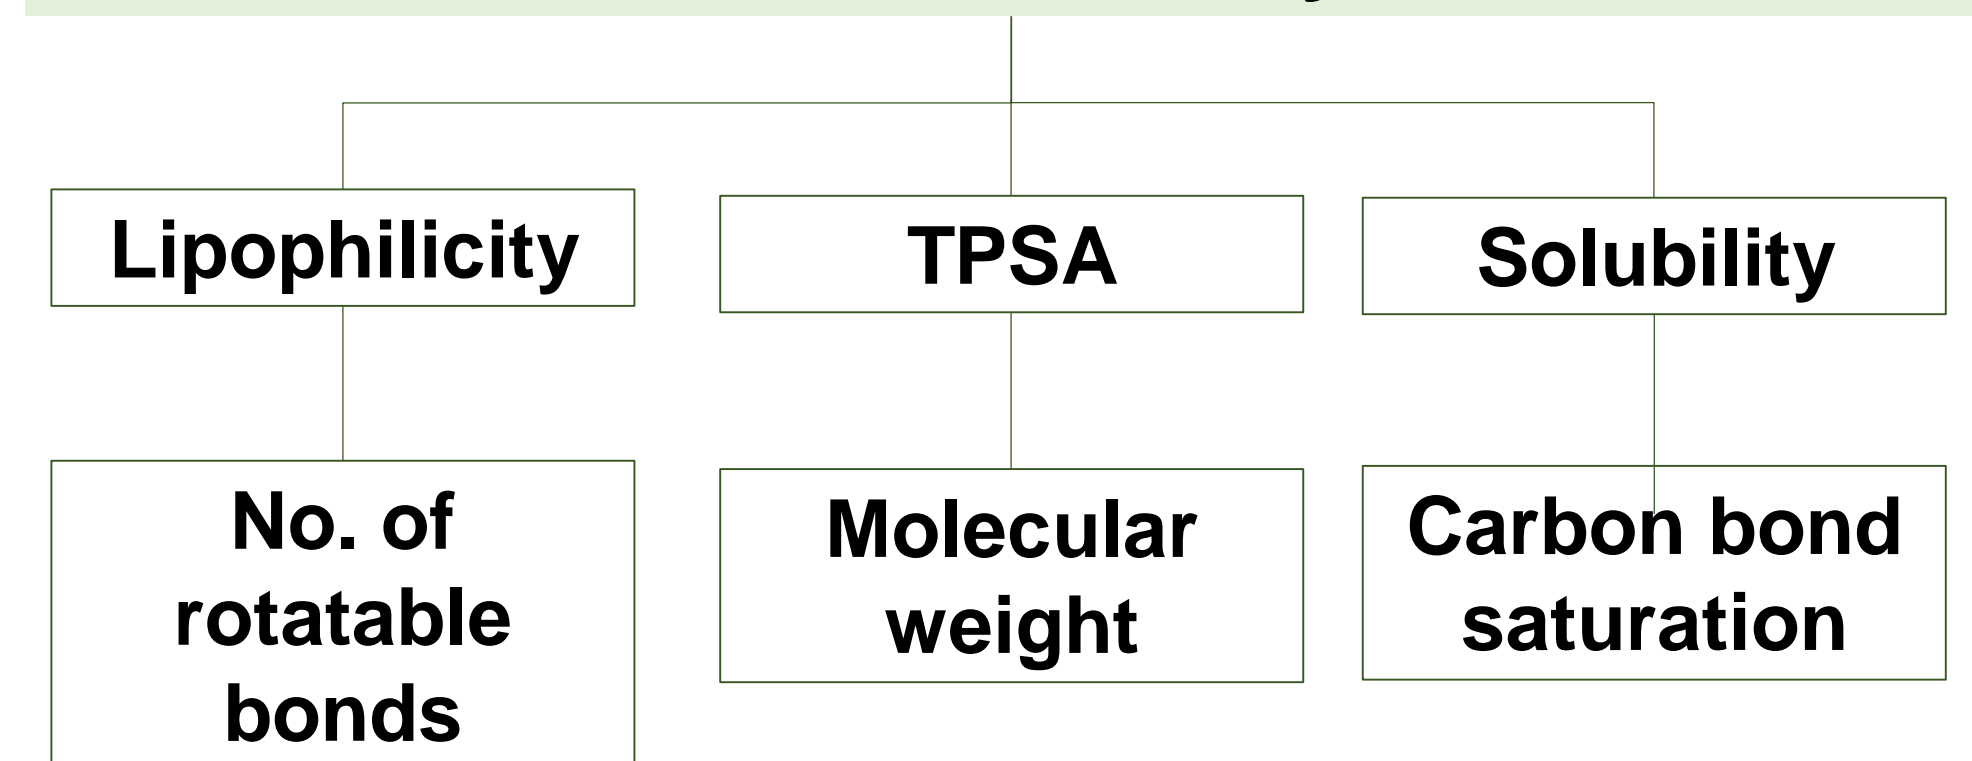 Lipophilicity
TPSA
Solubility
No. of
rotatable
bonds
Molecular
weight
Carbon bond
saturation